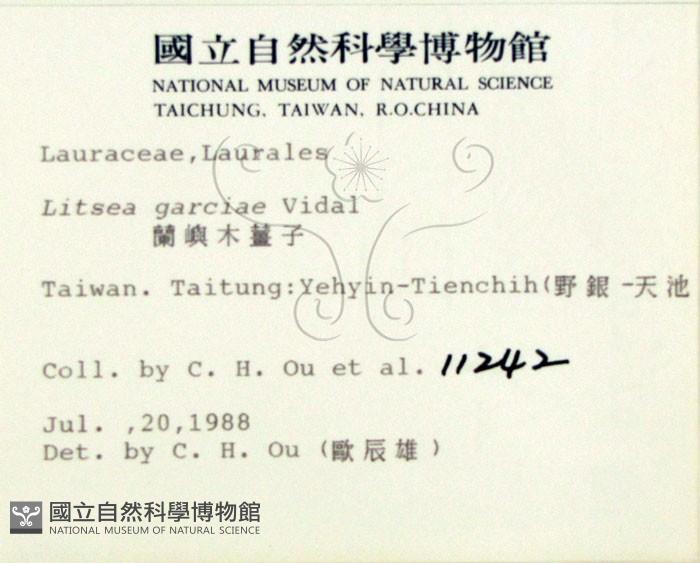 國立自然科學博物館
NATIONAL MUSEUM OF NATURAL SCIENCE
TAICHUNG, TAIWAN, R.O.CHINA
Lauraceae,Laurales
Litsea garciae Vidal
蘭嶼木薑子
Taiwan. Taitung:Yehyin-Tienchih(野銀-天池
Coll. by C. H. Ou et al. 11242
Jul. ,20,1988
Det. by C. H. Ou (歐辰雄)
國立自然科學博物館
NATIONAL MUSEUM OF NATURAL SCIENCE